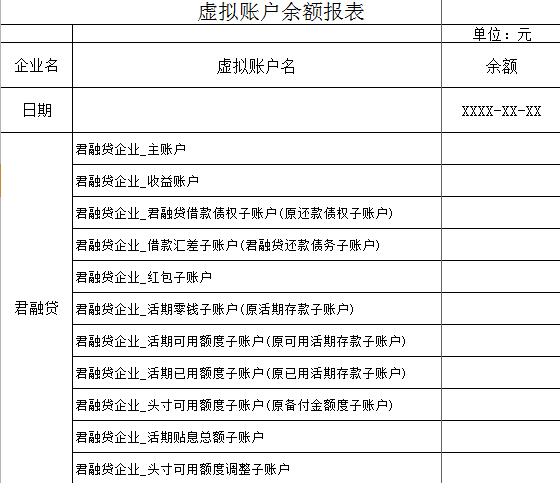 虚拟账户余额报表
单位：元
企业名 虚拟账户名 余额
日期 XXXX-XX-XX
君融贷企业_主账户
君融贷企业_收益账户
君融贷企业_君融贷借款债权子账户(原还款债权子账户)
君融贷企业_借款汇差子账户(君融贷还款债务子账户)
君融贷企业_红包子账户
君融贷 君融贷企业_活期零钱子账户(原活期存款子账户)
君融贷企业_活期可用额度子账户(原可用活期存款子账户)
君融贷企业_活期已用额度子账户(原已用活期存款子账户)
君融贷企业_头寸可用额度子账户(原备付金额度子账户)
君融贷企业_活期贴息总额子账户
君融贷企业_头寸可用额度调整子账户